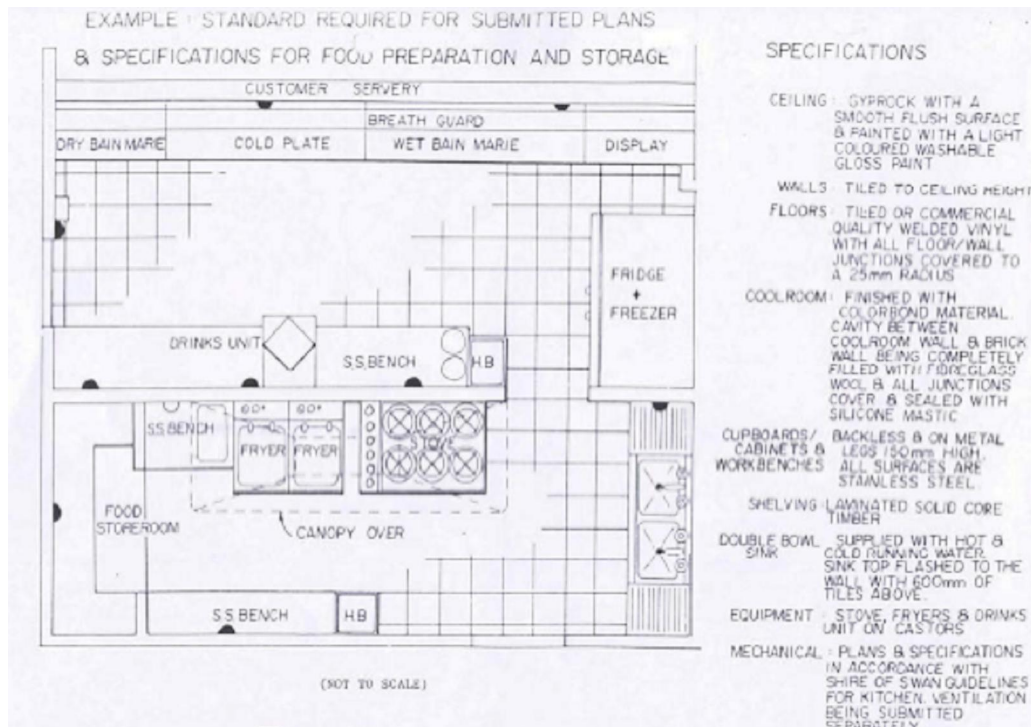 EXAMPLE : STANDARD REQUIRED FOR SUBMITTED PLANS
& SPECIFICATIONS FOR FOOD PREPARATION AND STORAGE
CUSTOMER SERVERY
BREATH GUARD
DRY BAIN MARIE
COLD PLATE
WET BAIN MARIE
DISPLAY
FRIDGE
+
FREEZER
DRINKS UNIT
S.S.BENCH
H.B
S.S.BENCH
FRYER
FRYER
FOOD
STOREROOM
CANOPY OVER
S.S.BENCH
H.B
(NOT TO SCALE)
SPECIFICATIONS
CEILING : GYPROCK WITH A
SMOOTH FLUSH SURFACE
& PAINTED WITH A LIGHT
COLOURED WASHABLE
GLOSS PAINT
WALLS : TILED TO CEILING HEIGHT
FLOORS : TILED OR COMMERCIAL
QUALITY WELDED VINYL
WITH ALL FLOOR/WALL
JUNCTIONS COVERED TO
A 25mm RADIUS
COOLROOM : FINISHED WITH
COLORBOND MATERIAL.
CAVITY BETWEEN
COOLROOM WALL & BRICK
WALL BEING COMPLETELY
FILLED WITH FIBREGLASS
WOOL & ALL JUNCTIONS
COVER & SEALED WITH
SILICONE MASTIC
CUPBOARDS/ BACKLESS & ON METAL
CABINETS & LEGS 150mm HIGH.
WORKBENCHES ALL SURFACES ARE
STAINLESS STEEL.
SHELVING : LAMINATED SOLID CORE
TIMBER
DOUBLE BOWL SUPPLIED WITH HOT &
SINK COLD RUNNING WATER.
SINK TOP FLASHED TO THE
WALL WITH 600mm OF
TILES ABOVE.
EQUIPMENT : STOVE, FRYERS & DRINKS
UNIT ON CASTORS
MECHANICAL : PLANS & SPECIFICATIONS
IN ACCORDANCE WITH
SHIRE OF SWAN GUIDELINES
FOR KITCHEN VENTILATION
BEING SUBMITTED
SEPARATELY